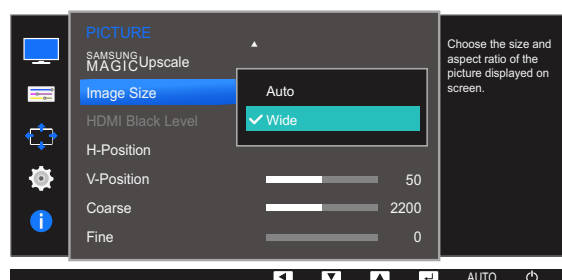 PICTURE
SAMSUNG
MAGICUpscale
Image Size
Auto
Wide
HDMI Black Level
H-Position
V-Position 50
Coarse 2200
Fine 0
Choose the size and
aspect ratio of the
picture displayed on
screen.
AUTO